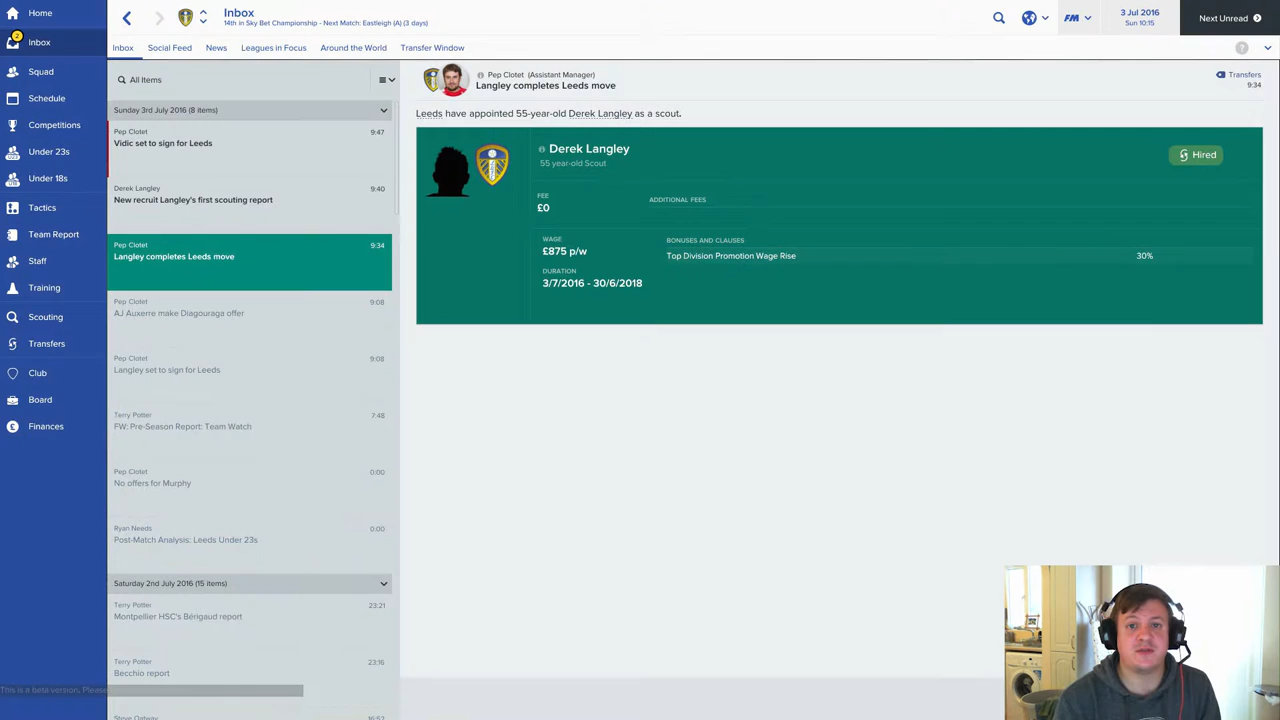 Home
2
Inbox
Squad
Schedule
Competitions
Under 23s
Under 18s
Tactics
Team Report
Staff
Training
Scouting
Transfers
Club
Board
Finances
Inbox
14th in Sky Bet Championship - Next Match: Eastleigh (A) (3 days)
FM
3 Jul 2016
Sun 10:15
Next Unread
Inbox
Social Feed
News
Leagues in Focus
Around the World
Transfer Window
?
All Items
Sunday 3rd July 2016 (8 items)
Pep Clotet 9:47
Vidic set to sign for Leeds
Derek Langley 9:40
New recruit Langley's first scouting report
Pep Clotet 9:34
Langley completes Leeds move
Pep Clotet 9:08
AJ Auxerre make Diagouraga offer
Pep Clotet 9:08
Langley set to sign for Leeds
Terry Potter 7:48
FW: Pre-Season Report: Team Watch
Pep Clotet 0:00
No offers for Murphy
Ryan Needs 0:00
Post-Match Analysis: Leeds Under 23s
Saturday 2nd July 2016 (15 items)
Terry Potter 23:21
Montpellier HSC's Bérigaud report
Terry Potter 23:16
Becchio report
This is a beta version. Please
Pep Clotet (Assistant Manager)
Langley completes Leeds move
Transfers
9:34
Leeds have appointed 55-year-old Derek Langley as a scout.
Derek Langley
55 year-old Scout
Hired
FEE
£0
ADDITIONAL FEES
WAGE
£875 p/w
BONUSES AND CLAUSES
Top Division Promotion Wage Rise 30%
DURATION
3/7/2016 - 30/6/2018